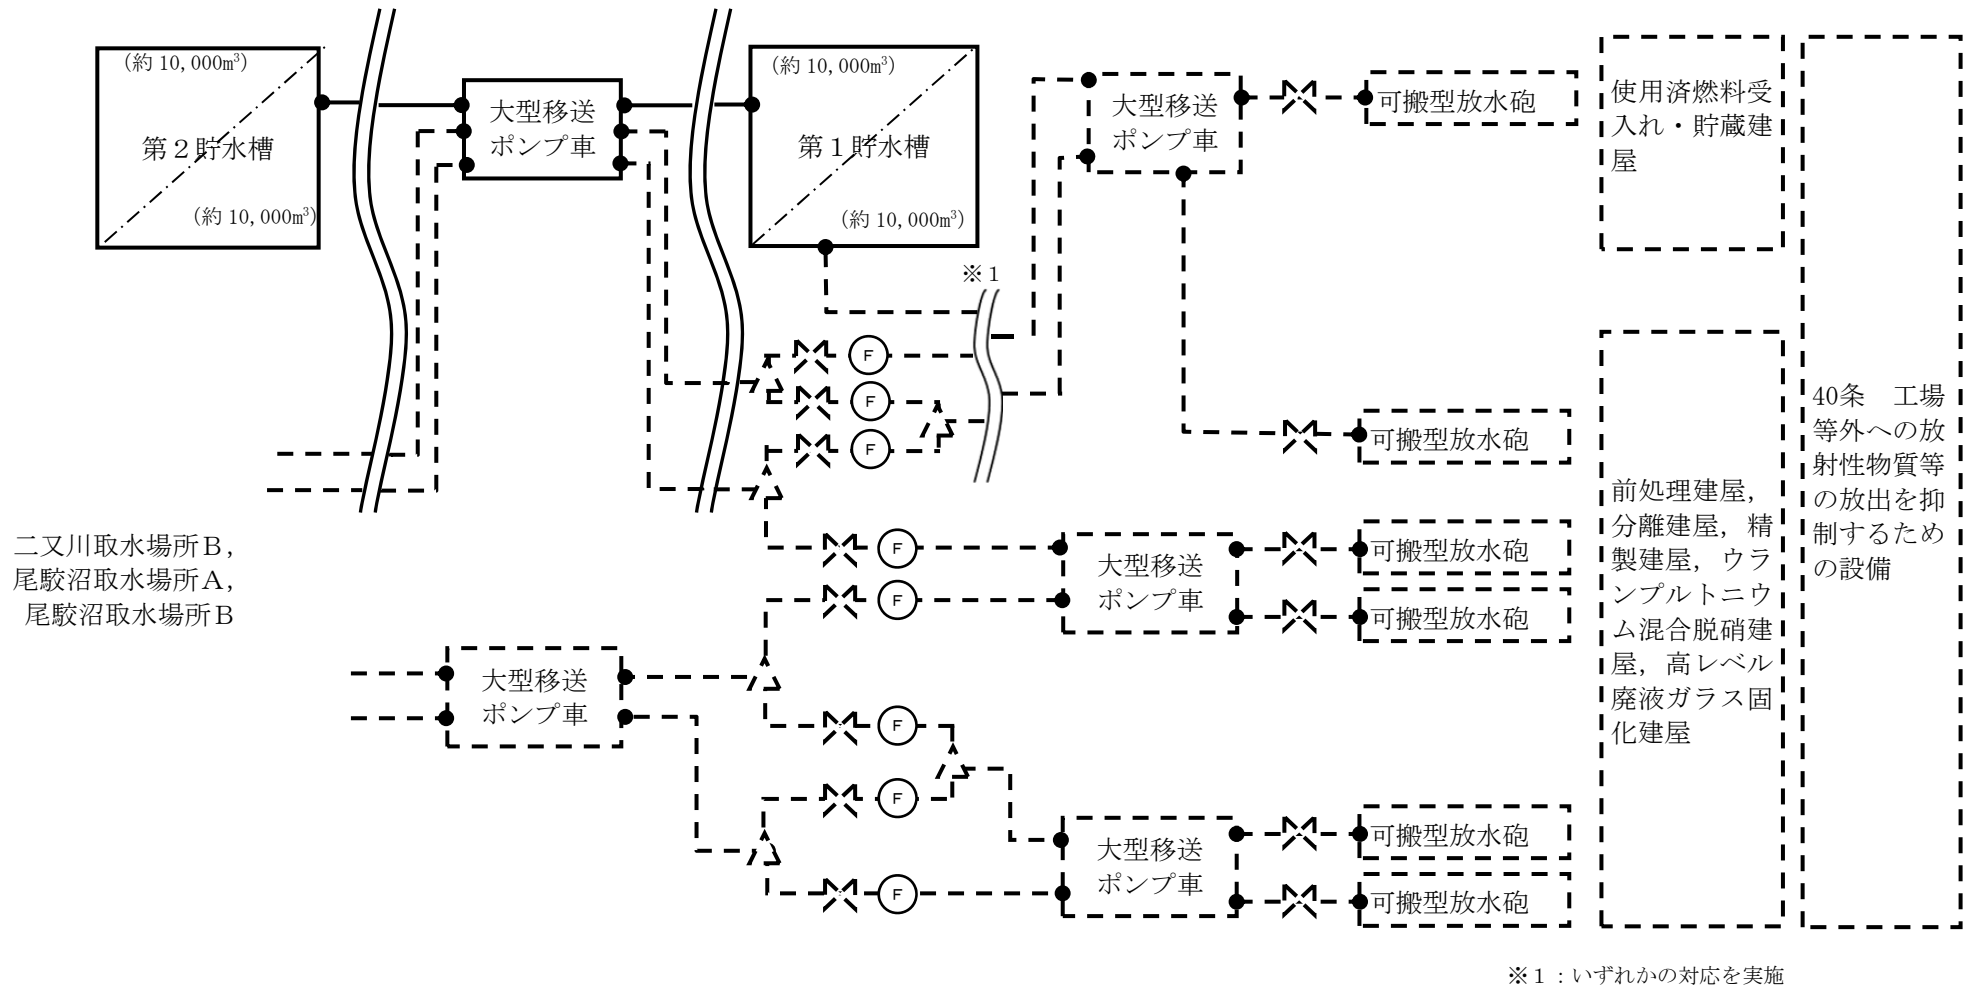 （約 10,000m³）
第２貯水槽
（約 10,000m³）
大型移送
ポンプ車
（約 10,000m³）
第１貯水槽
（約 10,000m³）
※１
大型移送
ポンプ車
可搬型放水砲
可搬型放水砲
使用済燃料受
入れ・貯蔵建
屋
F
F
F
二又川取水場所Ｂ，
尾駮沼取水場所Ａ，
尾駮沼取水場所Ｂ
F
F
大型移送
ポンプ車
可搬型放水砲
可搬型放水砲
大型移送
ポンプ車
F
F
F
大型移送
ポンプ車
可搬型放水砲
可搬型放水砲
前処理建屋，
分離建屋，精
製建屋，ウラ
ンプルトニウ
ム混合脱硝建
屋，高レベル
廃液ガラス固
化建屋
40条　工場
等外への放
射性物質等
の放出を抑
制するため
の設備
※１：いずれかの対応を実施